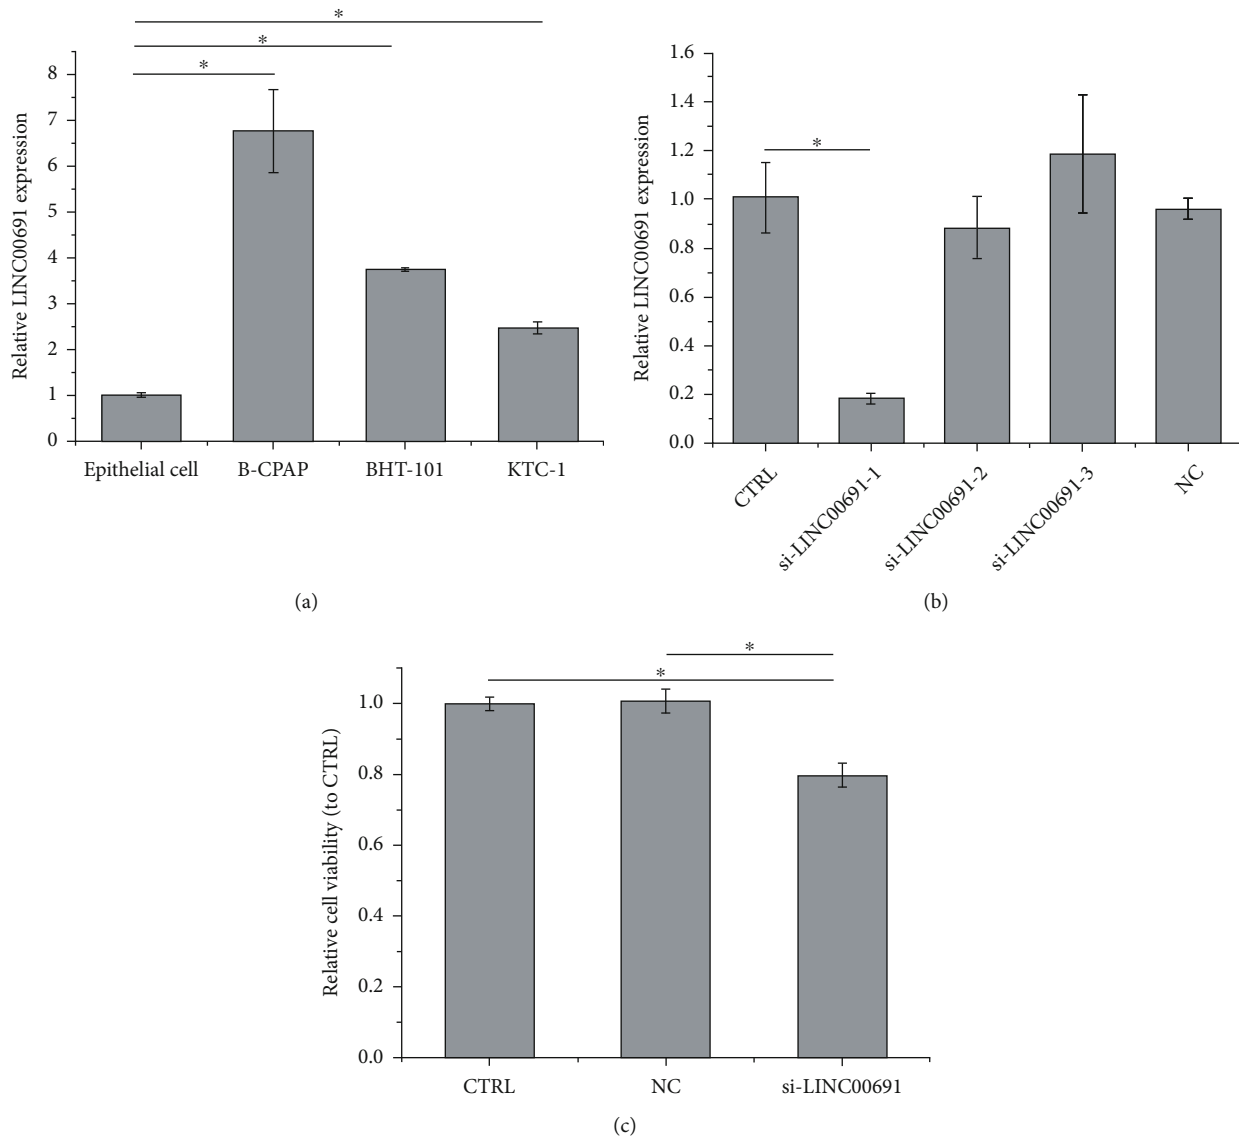 *
*
*
Relative LINC00691 expression
8
7
6
5
4
3
2
1
0
Epithelial cell B-CPAP BHT-101 KTC-1
(a)
*
Relative LINC00691 expression
1.6
1.4
1.2
1.0
0.8
0.6
0.4
0.2
0.0
CTRL
si-LINC00691-1
si-LINC00691-2
si-LINC00691-3
NC
(b)
*
*
Relative cell viability (to CTRL)
1.0
0.8
0.6
0.4
0.2
0.0
CTRL NC si-LINC00691
(c)